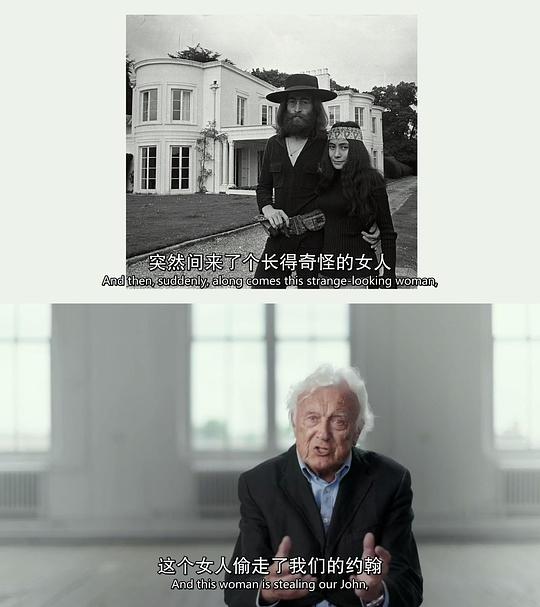 突然间来了个长得奇怪的女人
And then, suddenly, along comes this strange-looking woman,
这个女人偷走了我们的约翰
And this woman is stealing our John,